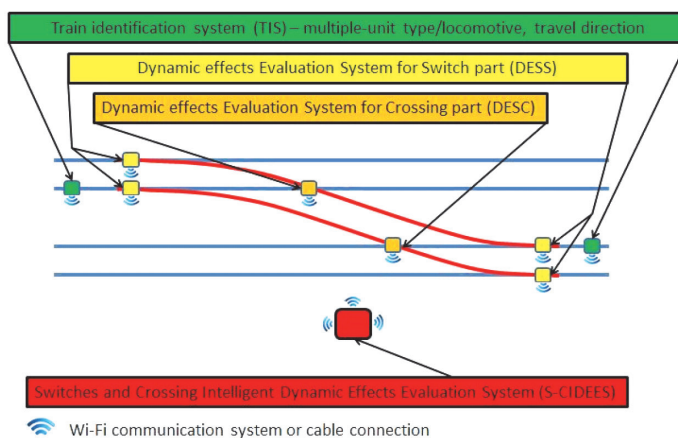 Train identification system (TIS) – multiple-unit type/locomotive, travel direction
Dynamic effects Evaluation System for Switch part (DESS)
Dynamic effects Evaluation System for Crossing part (DESC)
Switches and Crossing Intelligent Dynamic Effects Evaluation System (S-CIDEES)
Wi-Fi communication system or cable connection